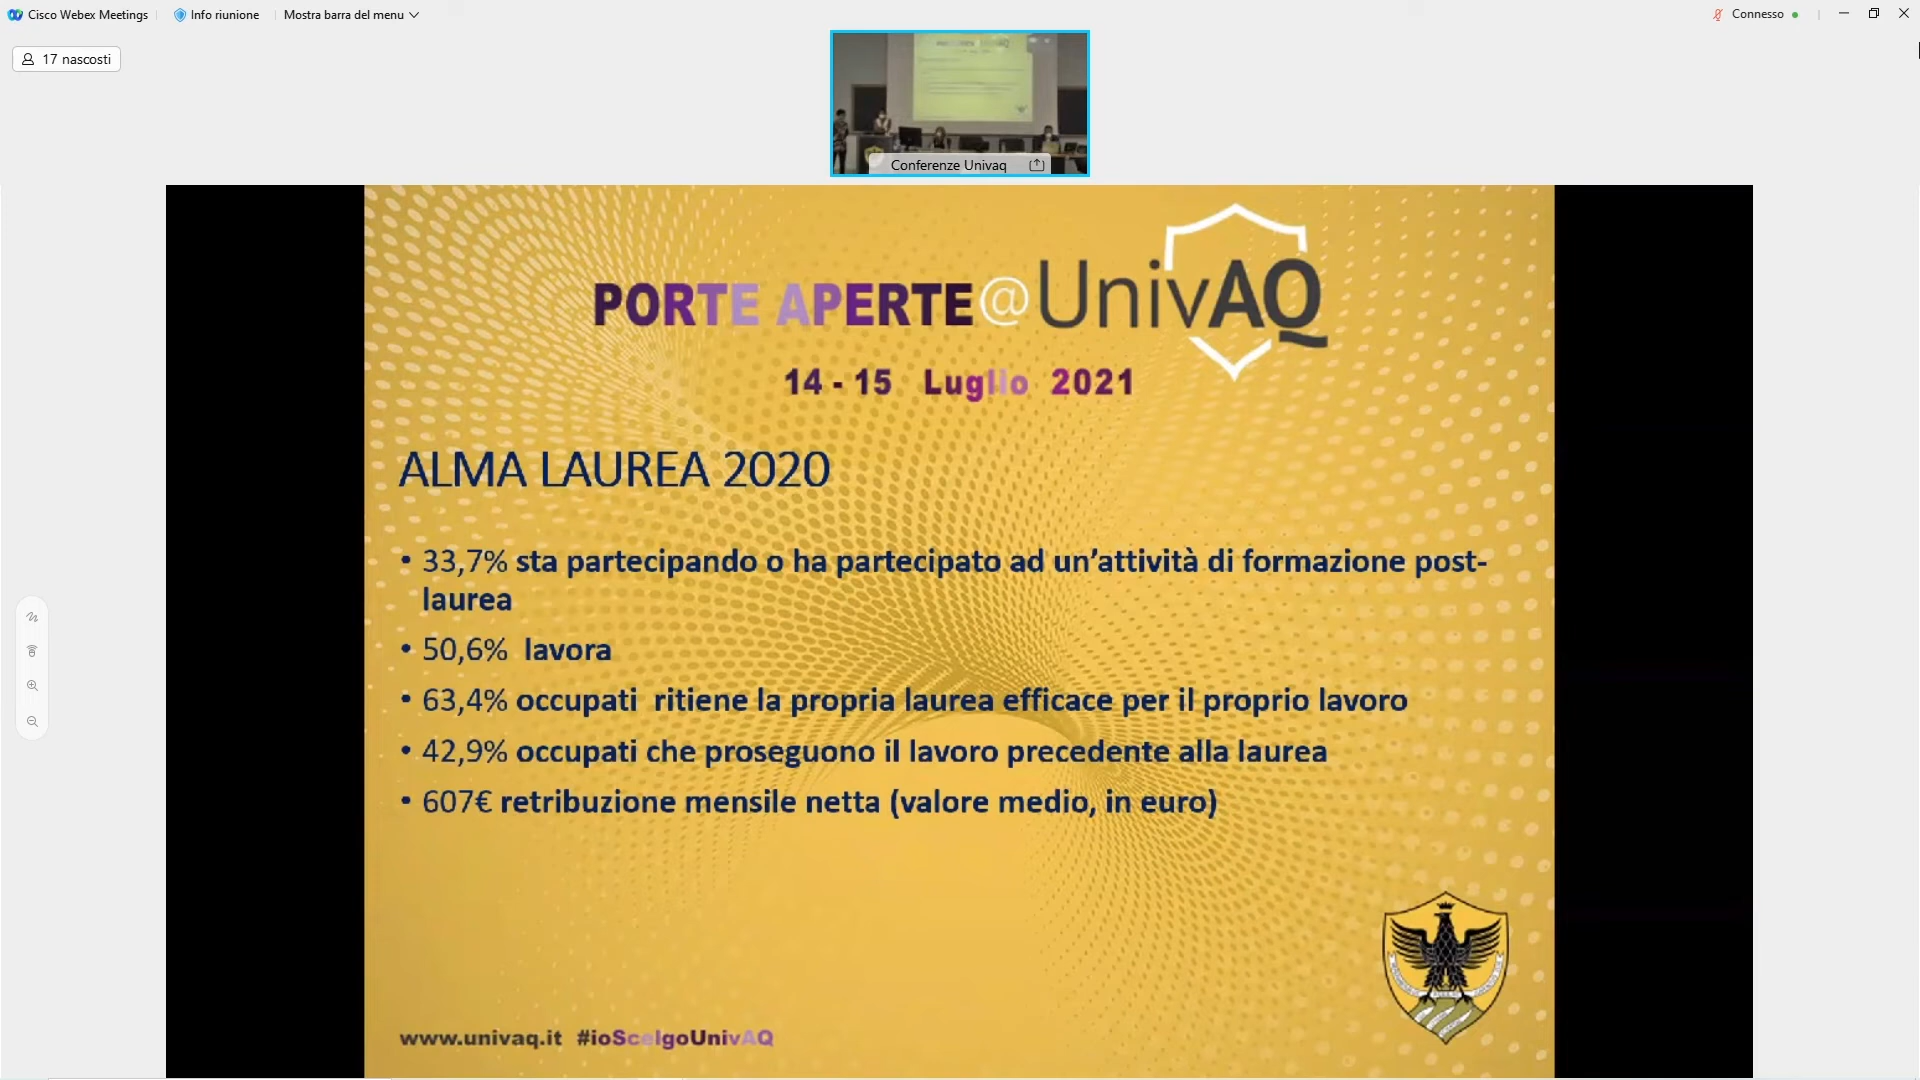 Cisco Webex Meetings
Info riunione
Mostra barra del menu
Connesso
17 nascosti
Conferenze Univaq
PORTE APERTE@UnivAQ
14 - 15 Luglio 2021
ALMA LAUREA 2020
• 33,7% sta partecipando o ha partecipato ad un’attività di formazione post-
laurea
• 50,6% lavora
• 63,4% occupati ritiene la propria laurea efficace per il proprio lavoro
• 42,9% occupati che proseguono il lavoro precedente alla laurea
• 607€ retribuzione mensile netta (valore medio, in euro)
www.univaq.it #ioScelgoUnivAQ